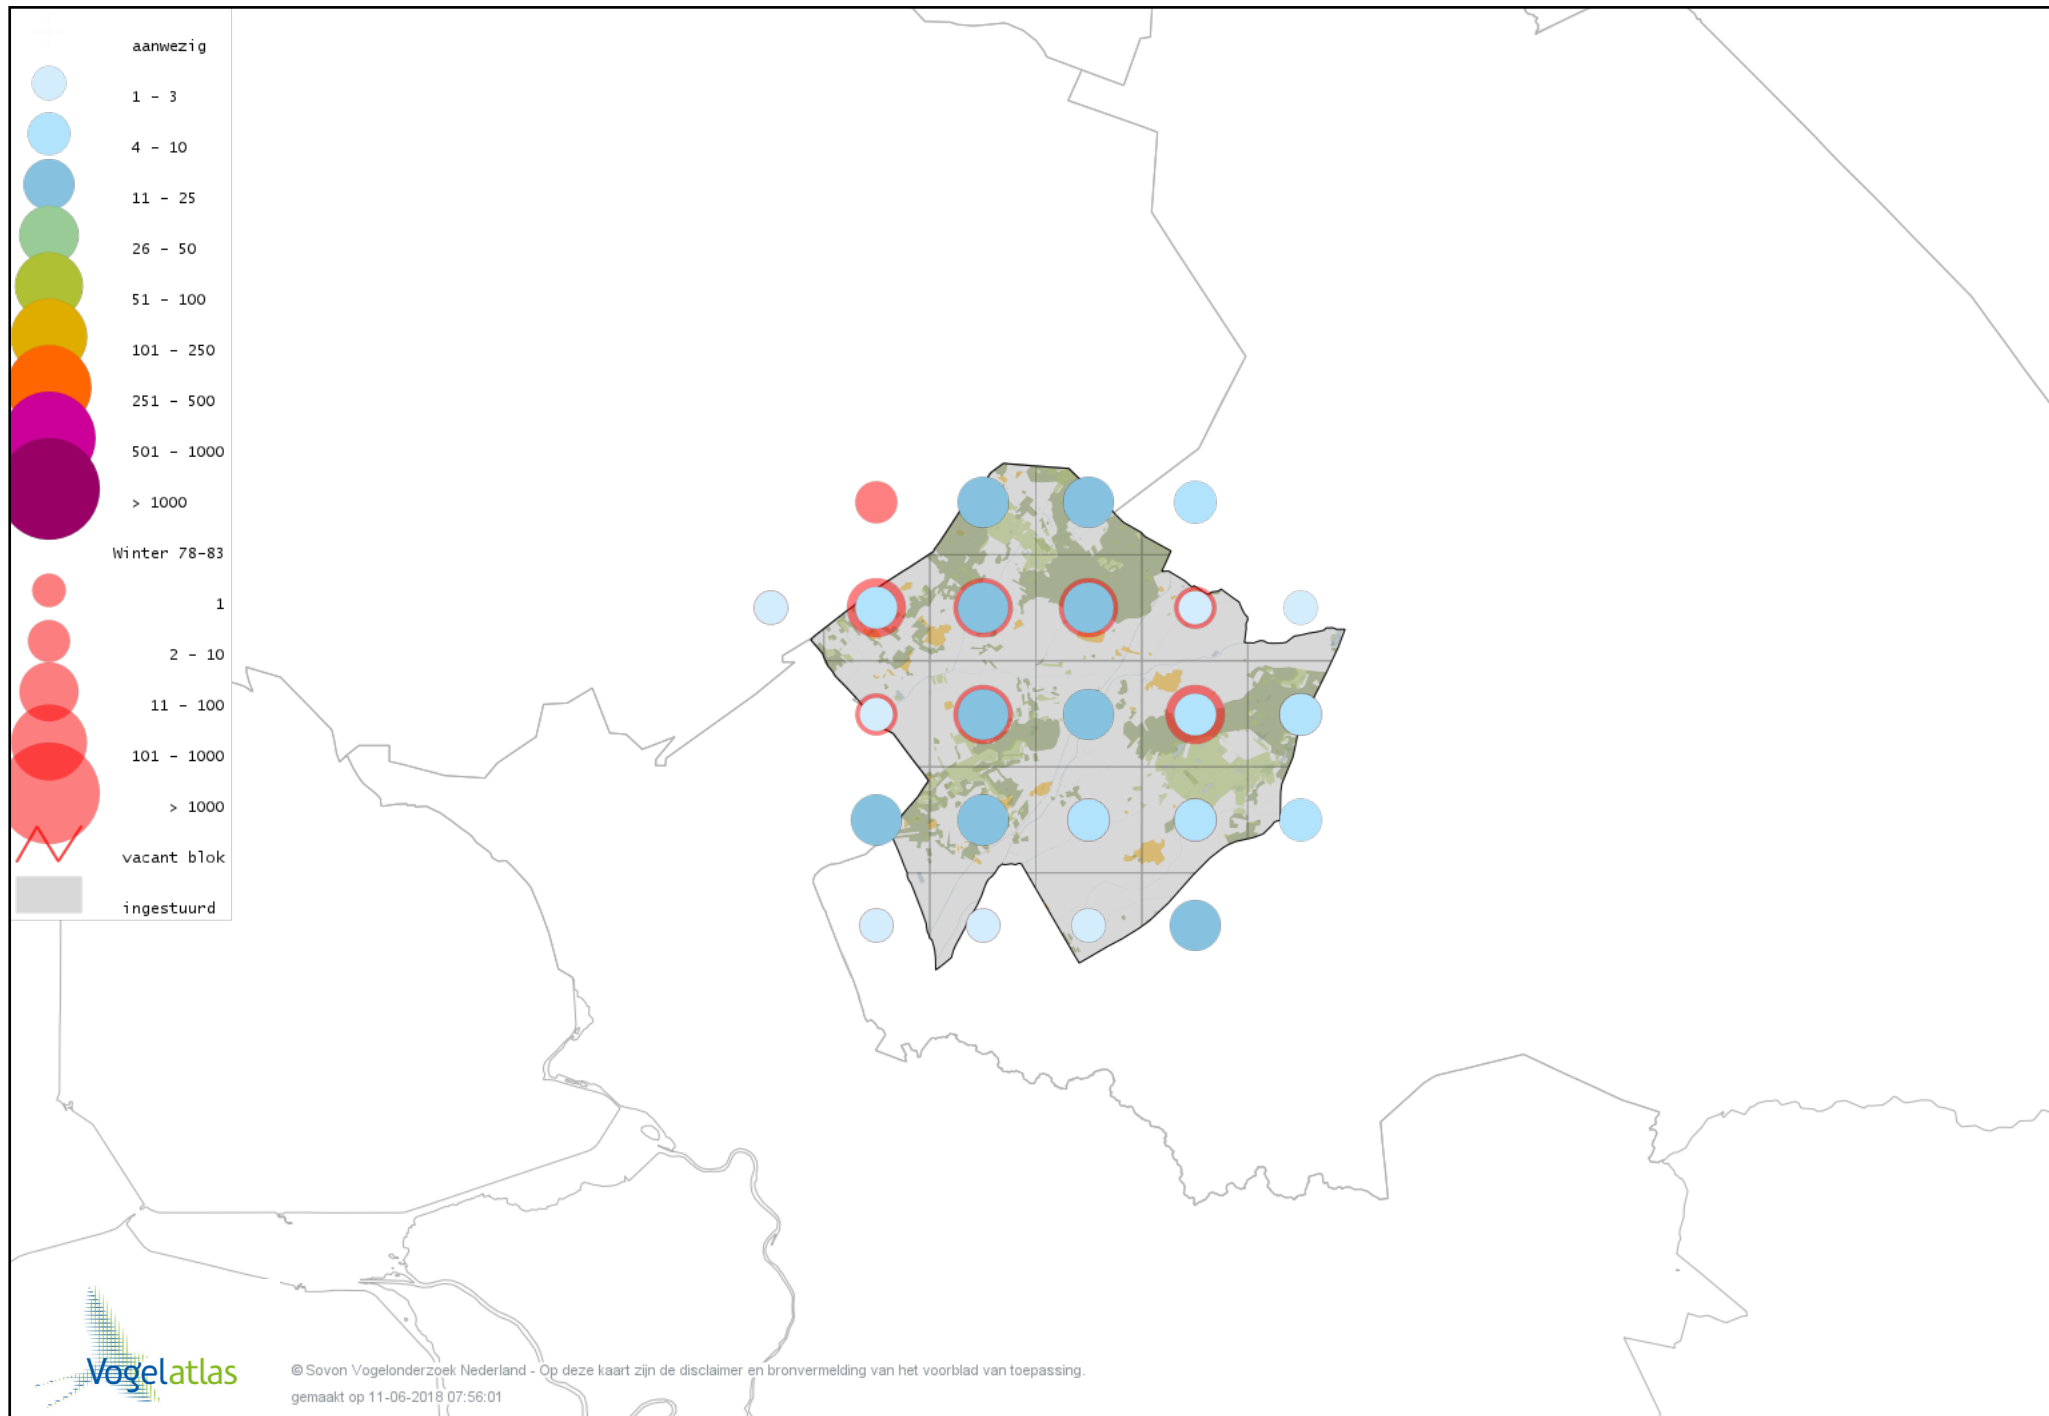 aanwezig
1 - 3
4 - 10
11 - 25
26 - 50
51 - 100
101 - 250
251 - 500
501 - 1000
> 1000
Winter 78-83
1
2 - 10
11 - 100
101 - 1000
> 1000
vacant blok
ingestuurd
Vogelatlas
© Sovon Vogelonderzoek Nederland - Op deze kaart zijn de disclaimer en bronvermelding van het voorblad van toepassing.
gemaakt op 11-06-2018 07:56:01